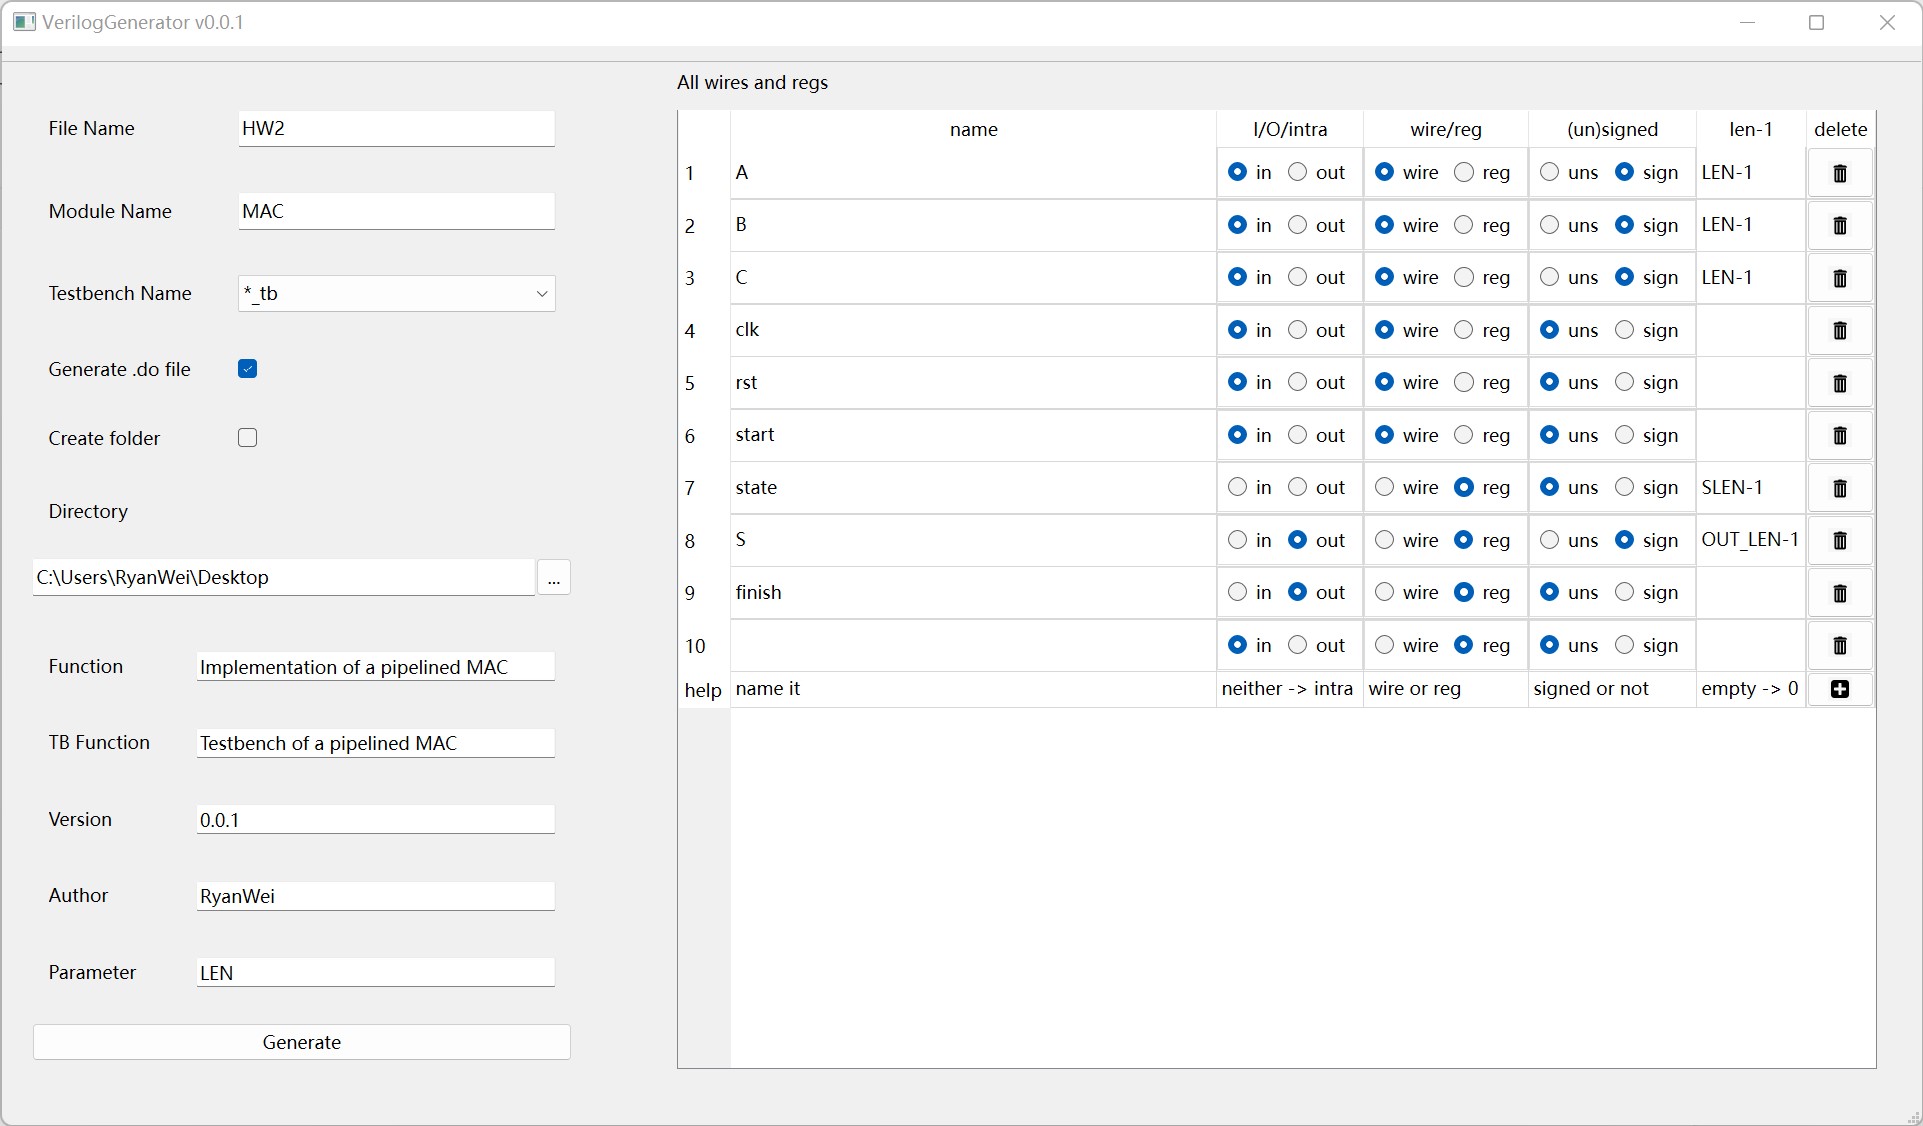 VerilogGenerator v0.0.1
All wires and regs
File Name HW2
Module Name MAC
Testbench Name *_tb
Generate .do file
Create folder
Directory
C:\Users\RyanWei\Desktop ...
Function Implementation of a pipelined MAC
TB Function Testbench of a pipelined MAC
Version 0.0.1
Author RyanWei
Parameter LEN
Generate
name I/O/intra wire/reg (un)signed len-1 delete
1 A in out wire reg uns sign LEN-1
2 B in out wire reg uns sign LEN-1
3 C in out wire reg uns sign LEN-1
4 clk in out wire reg uns sign
5 rst in out wire reg uns sign
6 start in out wire reg uns sign
7 state in out wire reg uns sign SLEN-1
8 S in out wire reg uns sign OUT_LEN-1
9 finish in out wire reg uns sign
10 in out wire reg uns sign
help name it neither -> intra wire or reg signed or not empty -> 0